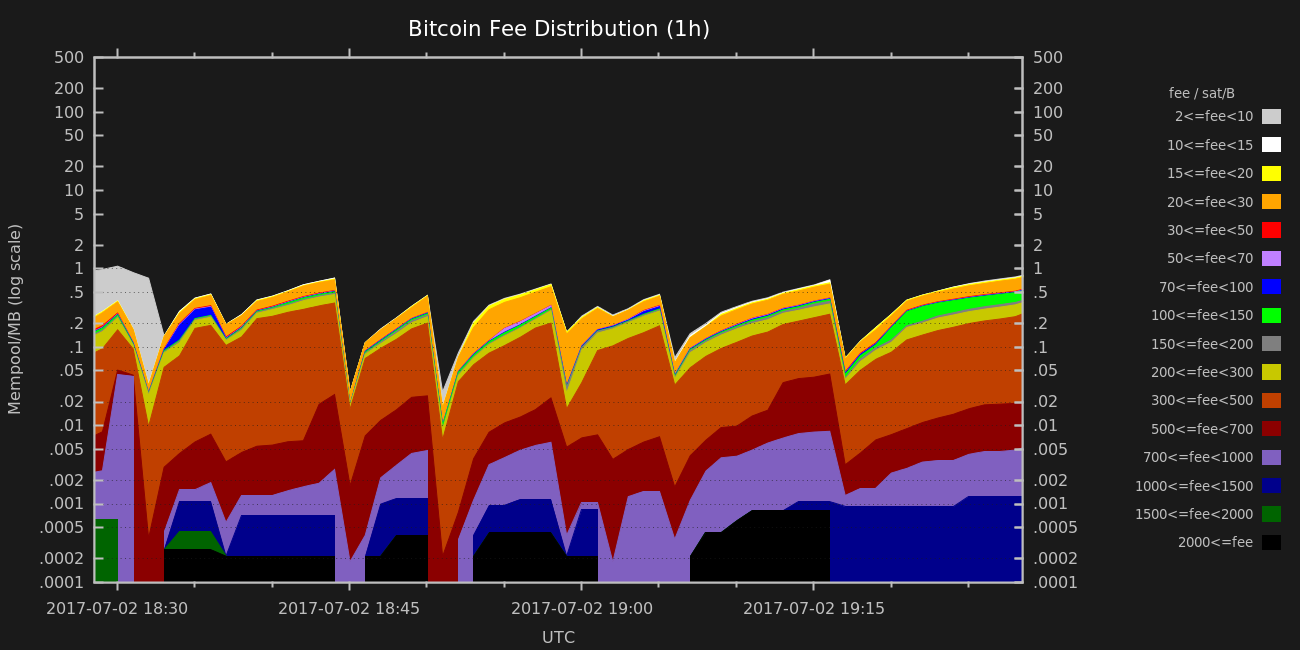 Bitcoin Fee Distribution (1h)
500 500
200 200
100 100
50 50
20 20
10 10
5 5
2 2
1 1
.5 .5
.2 .2
.1 .1
.05 .05
.02 .02
.01 .01
.005 .005
.002 .002
.001 .001
.0005 .0005
.0002 .0002
.0001 .0001
Mempool/MB (log scale)
2017-07-02 18:30 2017-07-02 18:45 2017-07-02 19:00 2017-07-02 19:15
UTC
fee / sat/B
2<=fee<10
10<=fee<15
15<=fee<20
20<=fee<30
30<=fee<50
50<=fee<70
70<=fee<100
100<=fee<150
150<=fee<200
200<=fee<300
300<=fee<500
500<=fee<700
700<=fee<1000
1000<=fee<1500
1500<=fee<2000
2000<=fee